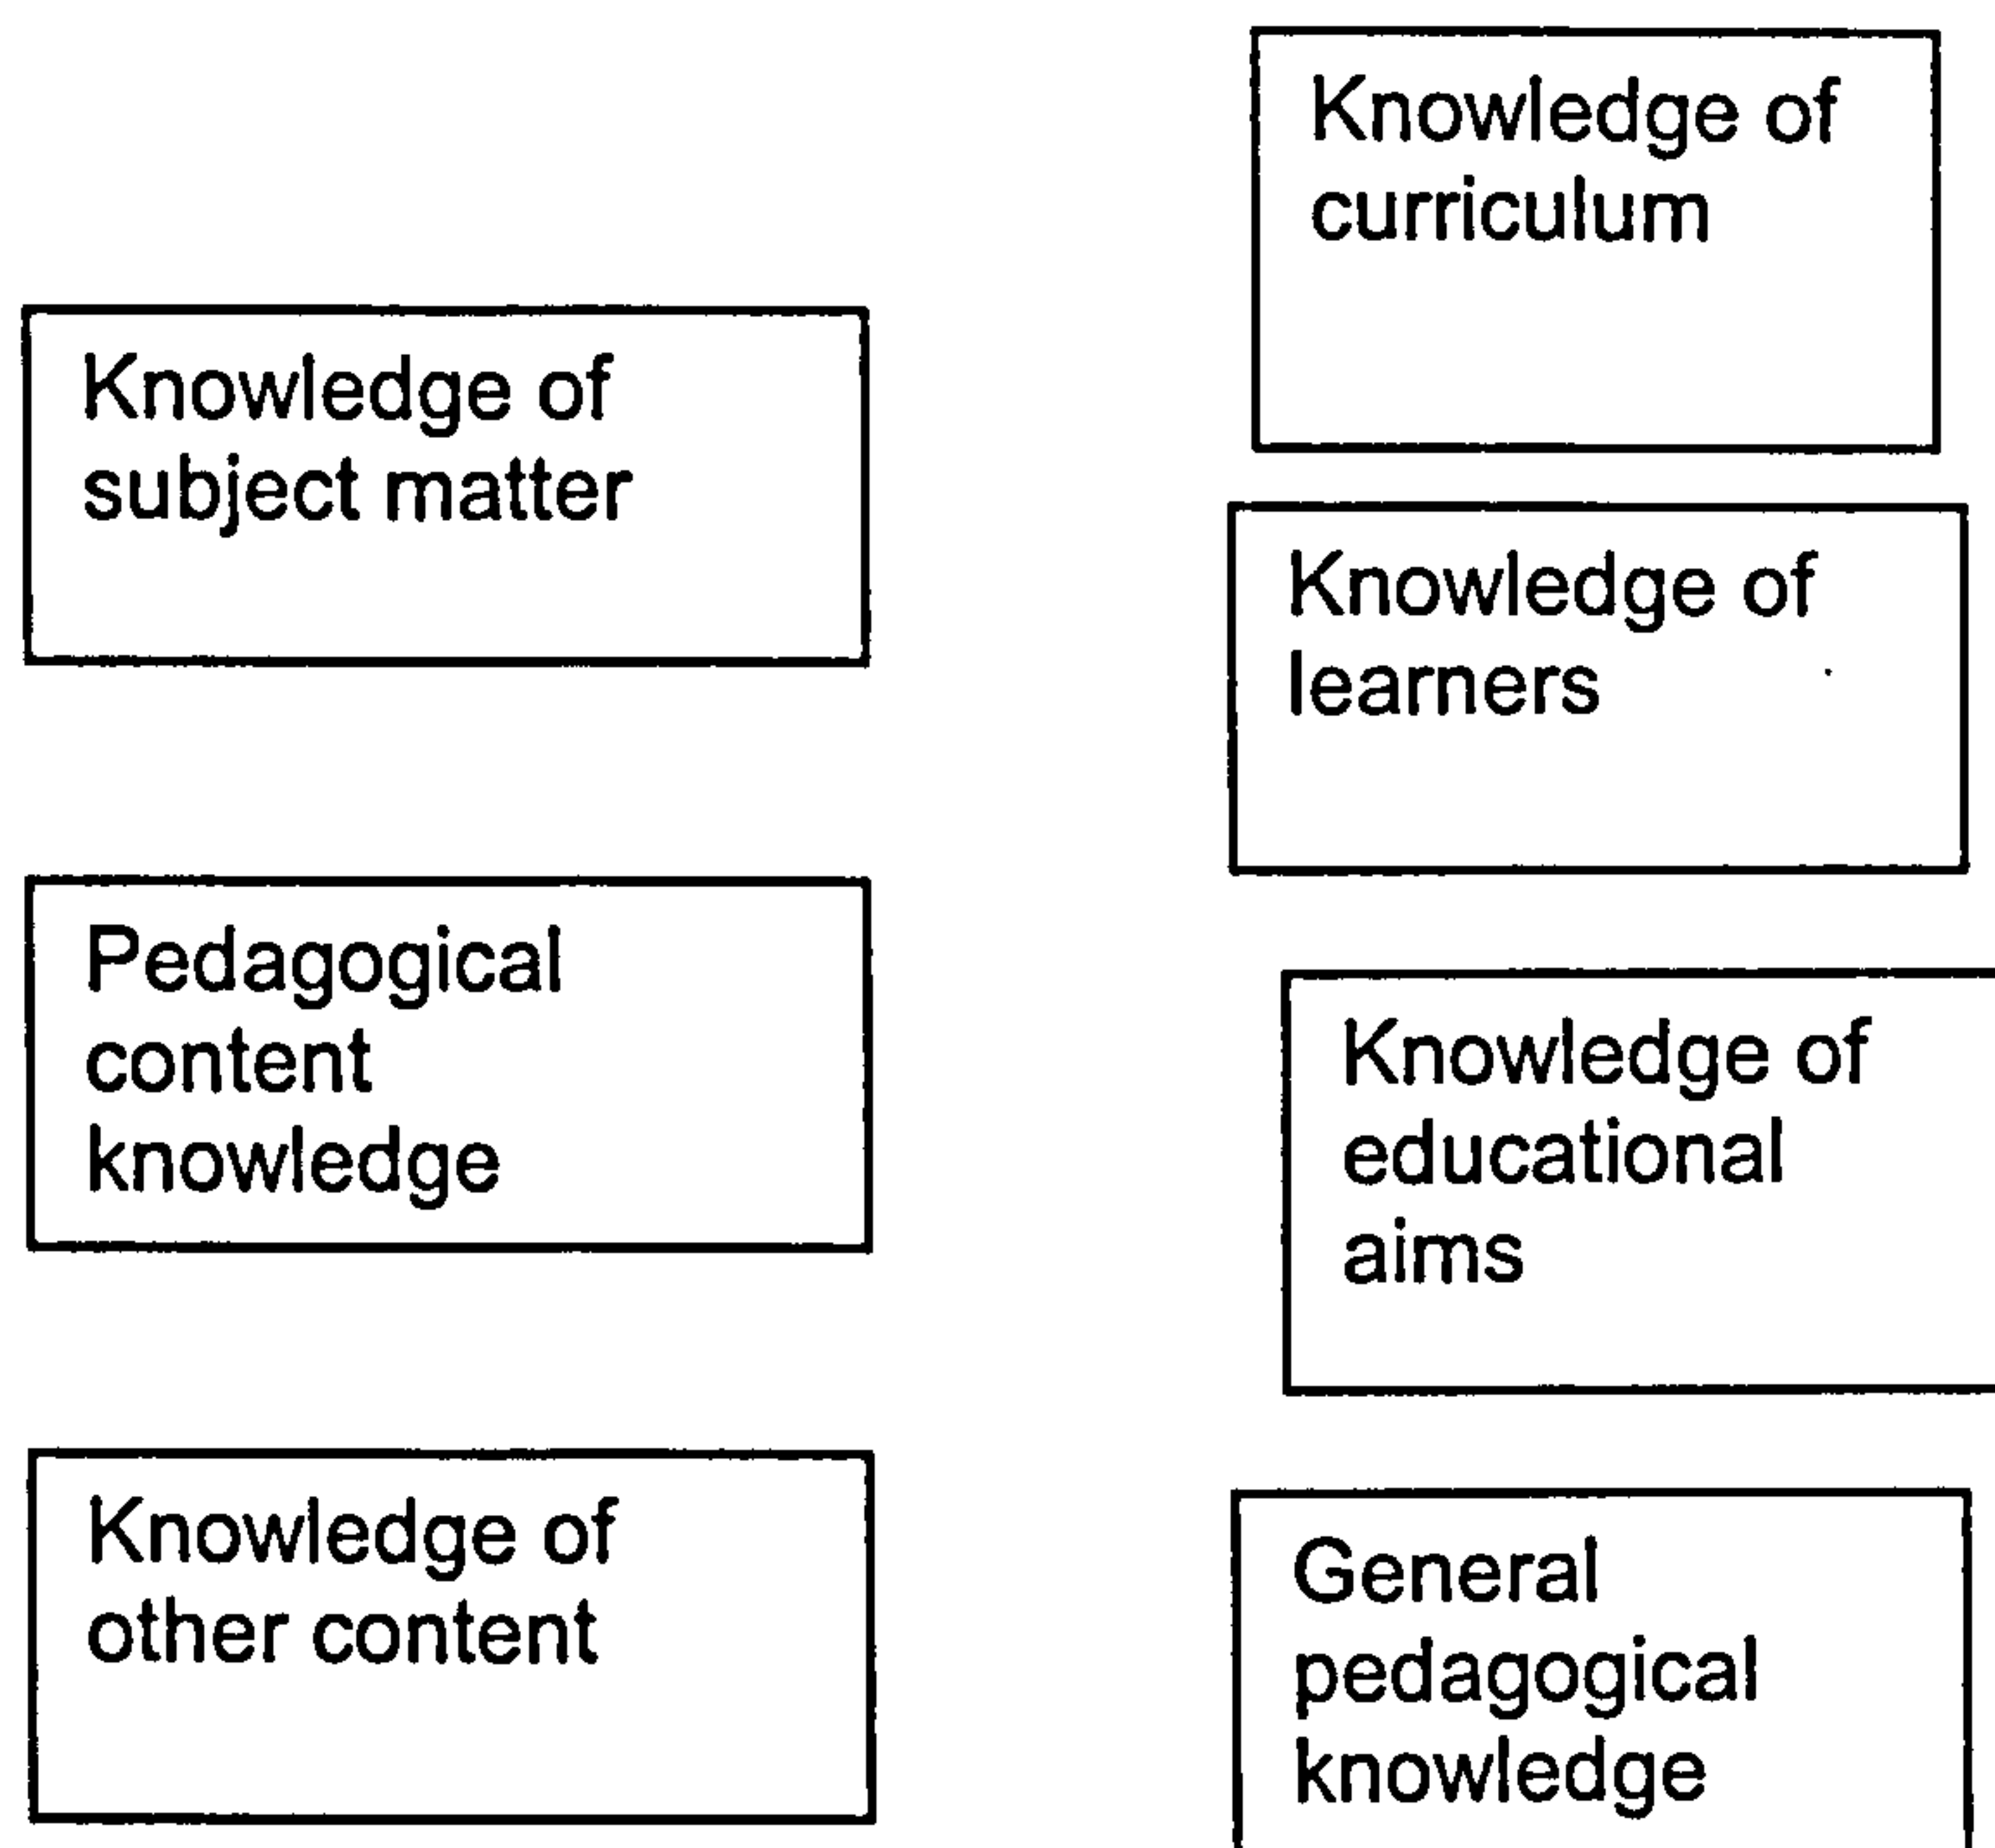 Knowledge of
subject matter
Pedagogical
content
knowledge
Knowledge of
other content
Knowledge of
curriculum
Knowledge of
learners
Knowledge of
educational
aims
General
pedagogical
knowledge